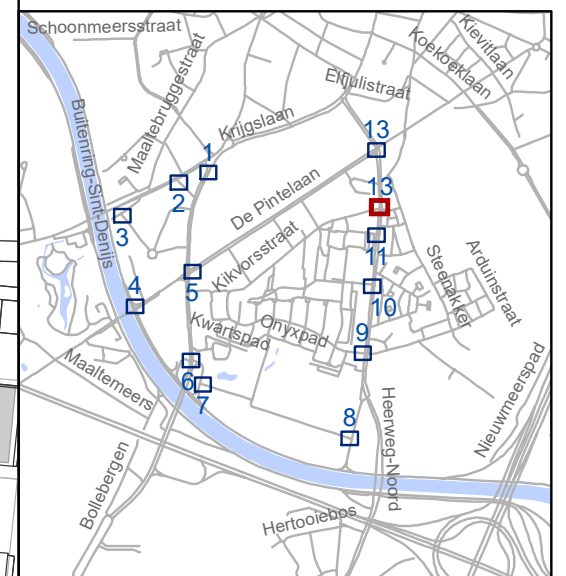 Schoonmeersstraat
Kievitlaan
Koekoeklaan
Maaltebruggestraat
Elfjulistraat
Buitenring-Sint-Denijs
Krijgslaan
13
1
2
13
De Pintelaan
3
Kikvorsstraat
11
Steenakker
Arduinstraat
5
4
10
Kwartspad
Onyxpad
9
Maaltemeers
6
7
Nieuwmeerspad
Heerweg-Noord
8
Bollebergen
Hertooiebos